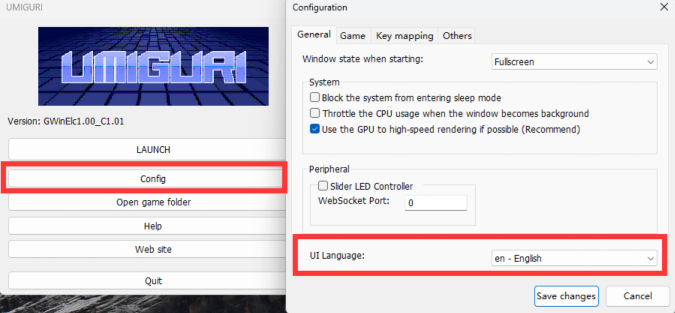 UMIGURI
UMIGURI
Version: GWinElc1.00_C1.01
LAUNCH
Config
Open game folder
Help
Web site
Quit
Configuration
General Game Key mapping Others
Window state when starting: Fullscreen
System
Block the system from entering sleep mode
Throttle the CPU usage when the window becomes background
Use the GPU to high-speed rendering if possible (Recommend)
Peripheral
Slider LED Controller
WebSocket Port: 0
UI Language: en - English
Save changes Cancel